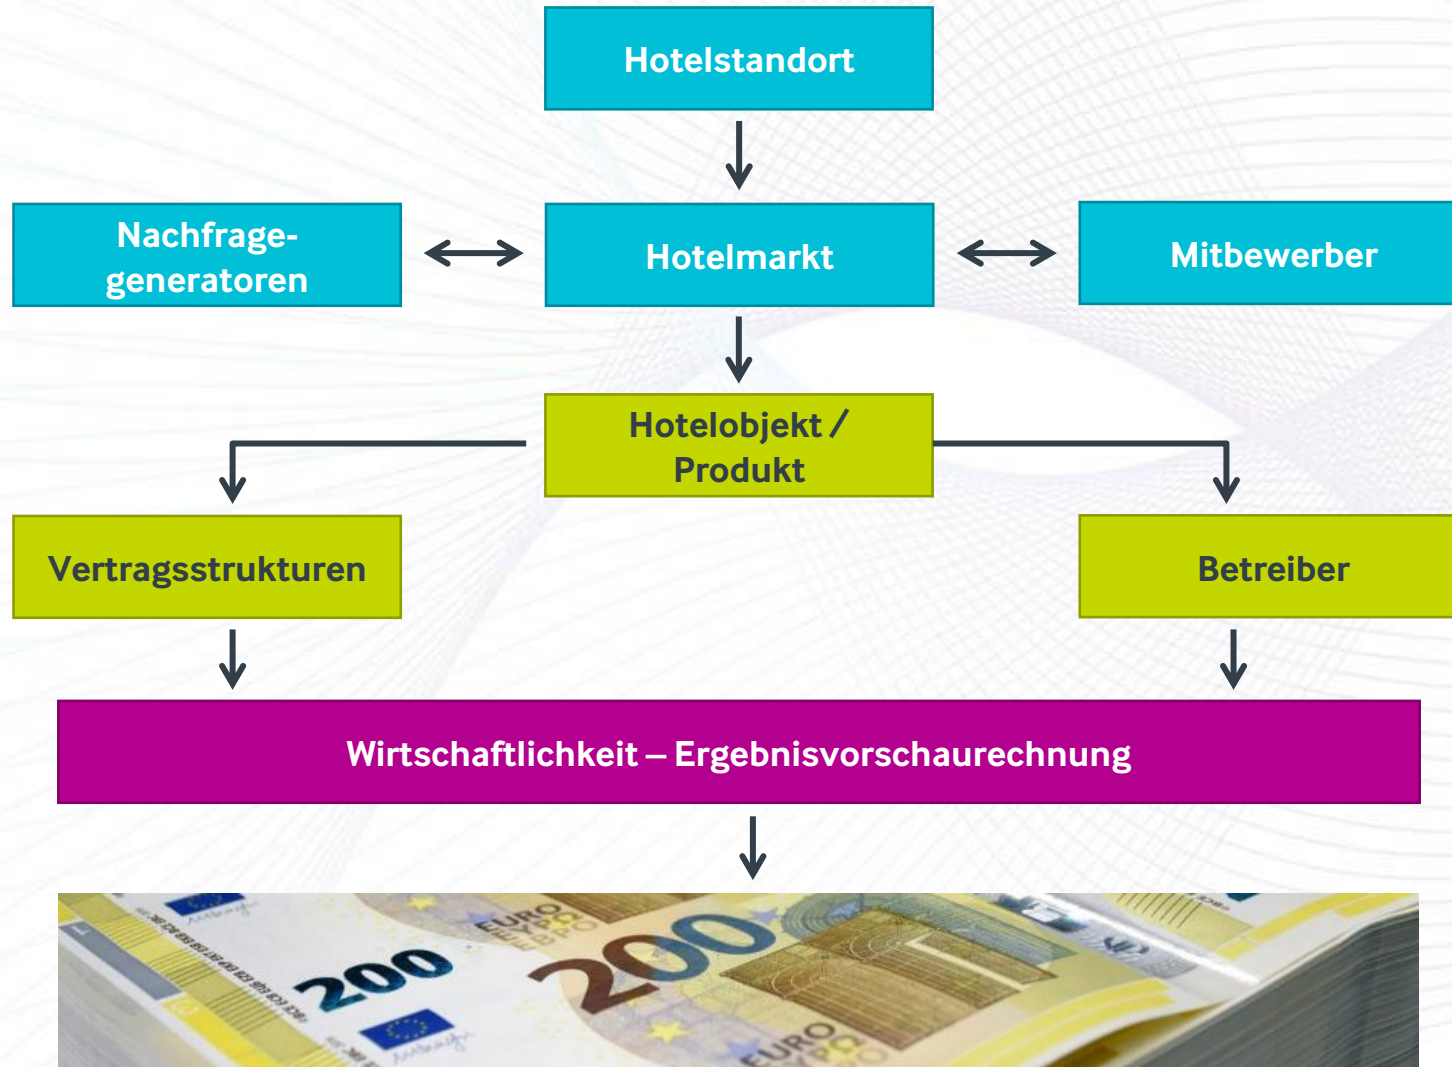 Hotelstandort
Nachfrage-
generatoren
Hotelmarkt
Mitbewerber
Hotelobjekt /
Produkt
Vertragsstrukturen
Betreiber
Wirtschaftlichkeit – Ergebnisvorschaurechnung
200
200
EURO
EURO